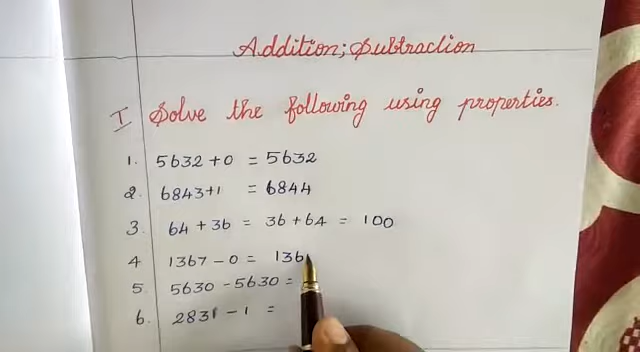 Addition; Subtraction
I Solve the following using properties.
1. 5632 + 0 = 5632
2. 6843+1 = 6844
3. 64 + 36 = 36 + 64 = 100
4 1367 - 0 = 136
5. 5630 - 5630 =
6. 2831 - 1 =